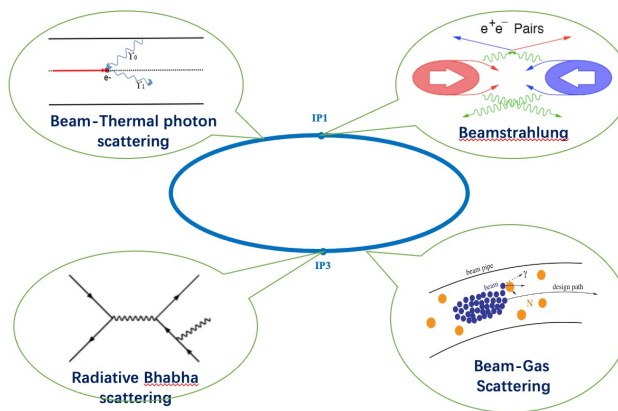 e⁺e⁻ Pairs
γ₀
e-
γ₁
Beam-Thermal photon
scattering
IP1
Beamstrahlung
IP3
beam pipe
beam
γ
design path
N
Radiative Bhabha
scattering
Beam-Gas
Scattering